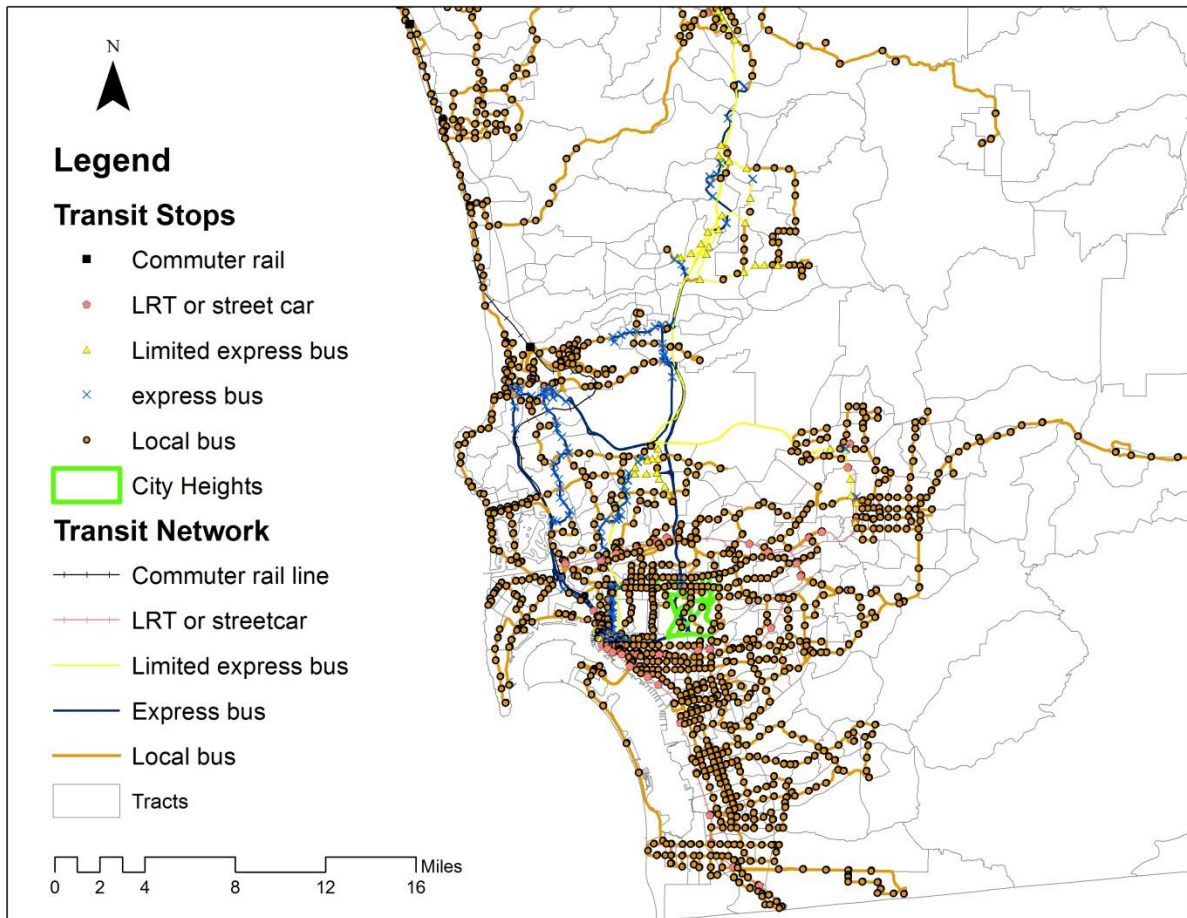 N
Legend
Transit Stops
Commuter rail
LRT or street car
Limited express bus
express bus
Local bus
City Heights
Transit Network
Commuter rail line
LRT or streetcar
Limited express bus
Express bus
Local bus
Tracts
Miles
0 2 4 8 12 16